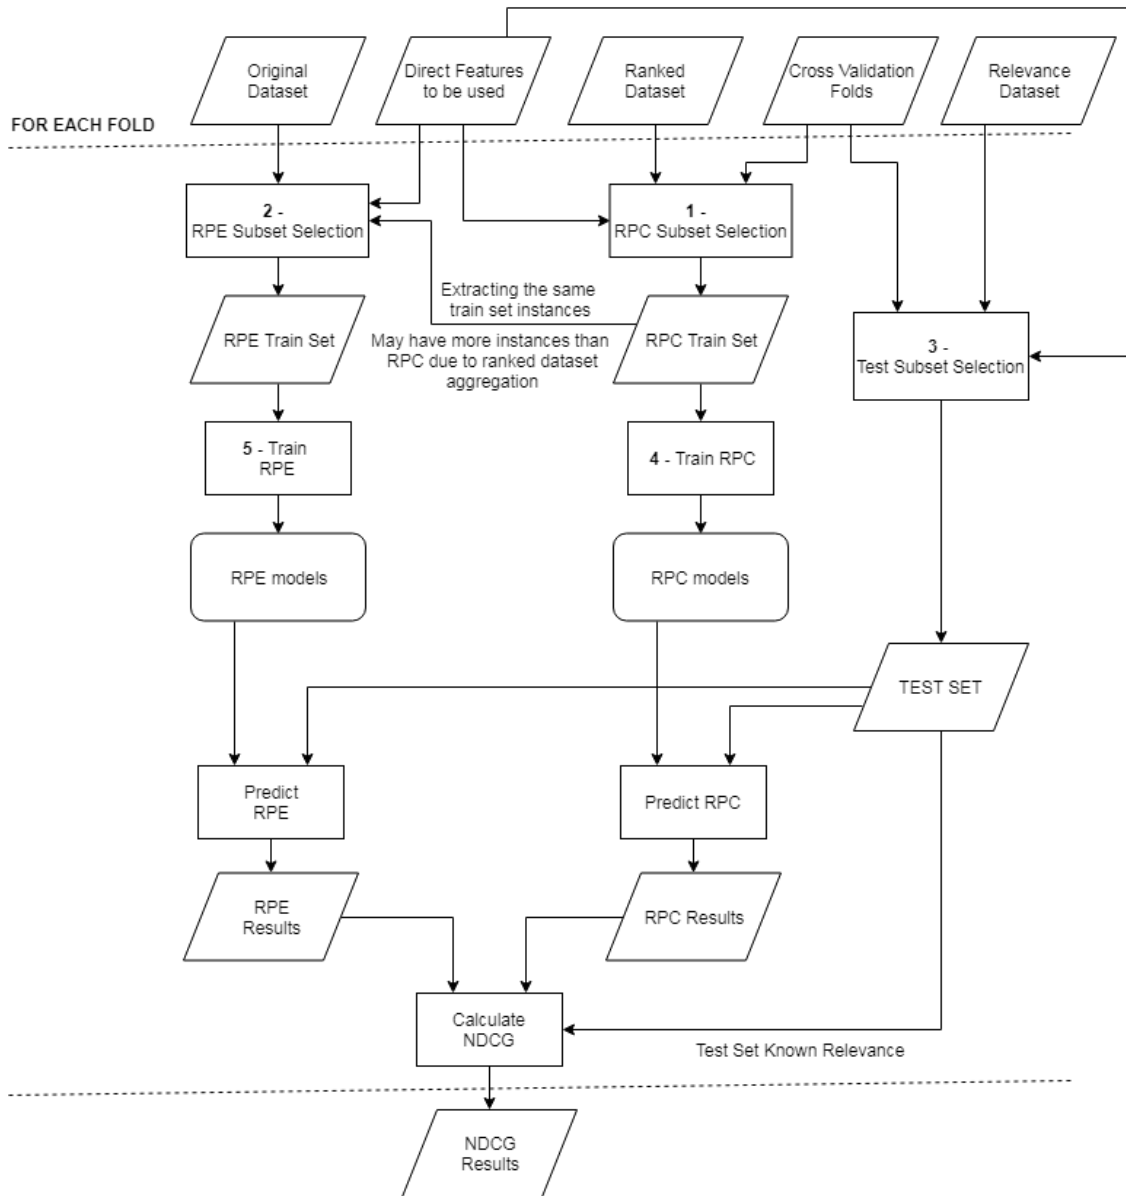 Original
Dataset
Direct Features
to be used
Ranked
Dataset
Cross Validation
Folds
Relevance
Dataset
FOR EACH FOLD
2 -
RPE Subset Selection
1 -
RPC Subset Selection
Extracting the same
train set instances
May have more instances than
RPC due to ranked dataset
aggregation
RPE Train Set
RPC Train Set
3 -
Test Subset Selection
5 - Train
RPE
4 - Train RPC
RPE models
RPC models
TEST SET
Predict
RPE
Predict RPC
RPE
Results
RPC Results
Calculate
NDCG
Test Set Known Relevance
NDCG
Results